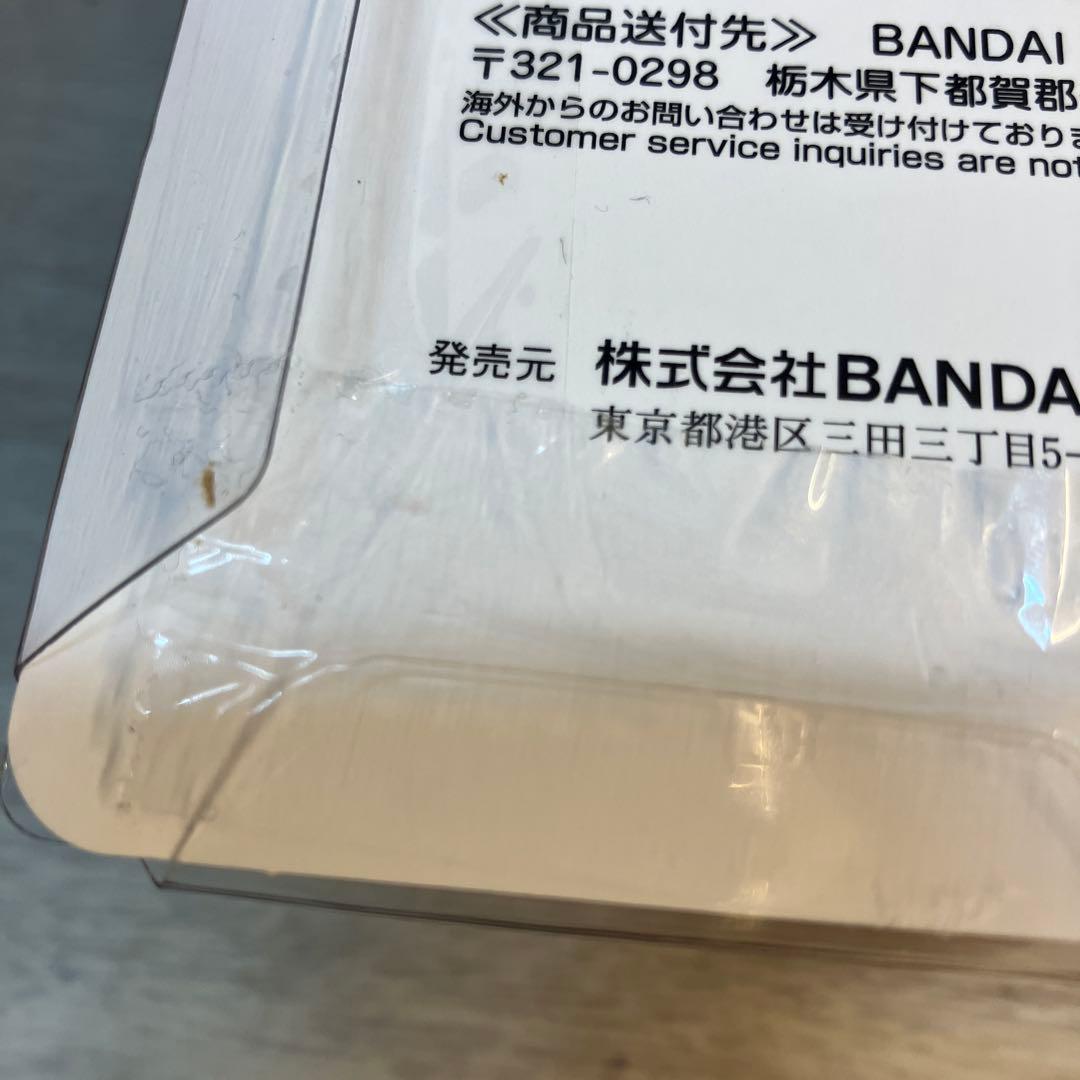 ≪商品送付先≫ BANDAI
〒321-0298 栃木県下都賀郡
海外からのお問い合わせは受け付けており
Customer service inquiries are not
発売元 株式会社BANDA
東京都港区三田三丁目5-